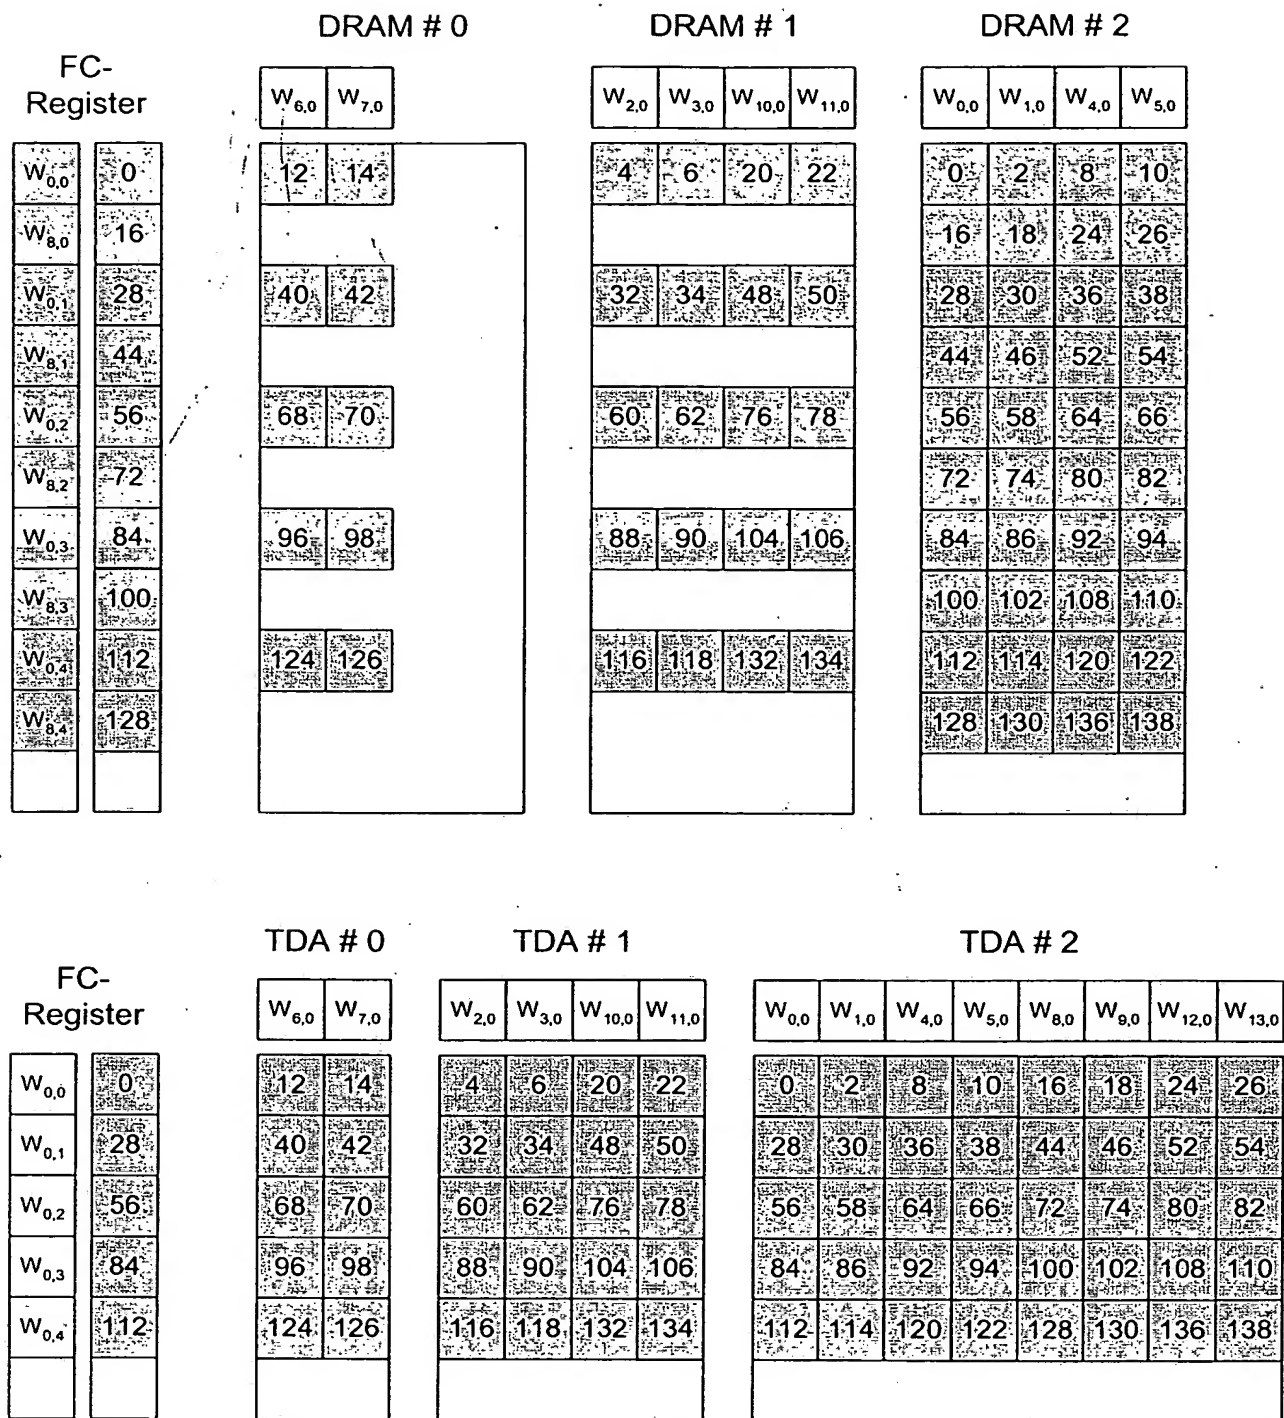 DRAM # 0 DRAM # 1 DRAM # 2
FC-
Register
W6,0 W7,0 W2,0 W3,0 W10,0 W11,0 W0,0 W1,0 W4,0 W5,0
W0,0 0 12 14 4 6 20 22 0 2 8 10
W8,0 16 16 18 24 26
W0,1 28 40 42 32 34 48 50 28 30 36 38
W8,1 44 44 46 52 54
W0,2 56 68 70 60 62 76 78 56 58 64 66
W8,2 72 72 74 80 82
W0,3 84 96 98 88 90 104 106 84 86 92 94
W8,3 100 100 102 108 110
W0,4 112 124 126 116 118 132 134 112 114 120 122
W8,4 128 128 130 136 138
TDA # 0 TDA # 1 TDA # 2
FC-
Register
W6,0 W7,0 W2,0 W3,0 W10,0 W11,0 W0,0 W1,0 W4,0 W5,0 W8,0 W9,0 W12,0 W13,0
W0,0 0 12 14 4 6 20 22 0 2 8 10 16 18 24 26
W0,1 28 40 42 32 34 48 50 28 30 36 38 44 46 52 54
W0,2 56 68 70 60 62 76 78 56 58 64 66 72 74 80 82
W0,3 84 96 98 88 90 104 106 84 86 92 94 100 102 108 110
W0,4 112 124 126 116 118 132 134 112 114 120 122 128 130 136 138